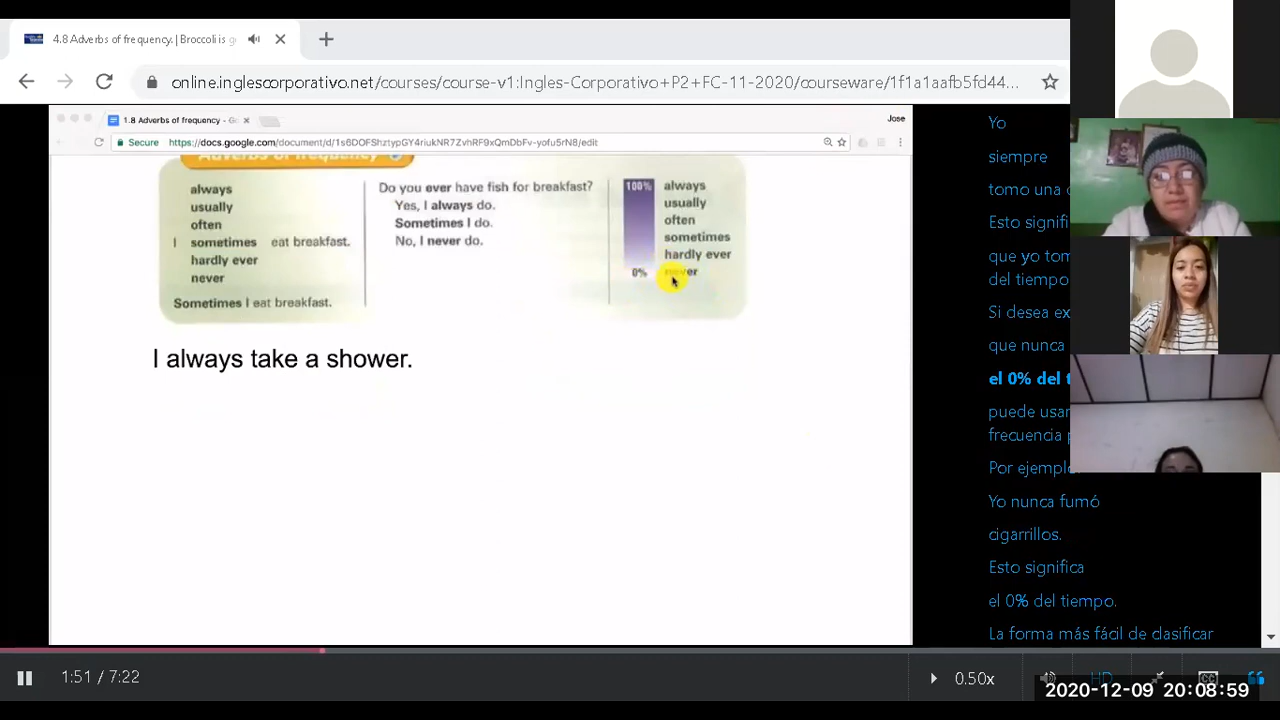 4.8 Adverbs of frequency. | Broccoli is g
online.inglescorporativo.net/courses/course-v1:Ingles-Corporativo+P2+FC-11-2020/courseware/1f1a1aafb5fd44...
1.8 Adverbs of frequency - G
Jose
Secure
https://docs.google.com/document/d/1s6DOFShztypGY4riukNR7ZvhRF9xQmDbFv-yofu5rN8/edit
Adverbs of frequency
always
usually
often
I sometimes eat breakfast.
hardly ever
never
Sometimes I eat breakfast.
Do you ever have fish for breakfast?
Yes, I always do.
Sometimes I do.
No, I never do.
100% always
usually
often
sometimes
hardly ever
0% never
I always take a shower.
Yo
siempre
tomo una
Esto signifi
que yo tom
del tiempo
Si desea ex
que nunca
el 0% del t
puede usar
frecuencia
Por ejemplo
Yo nunca fumó
cigarrillos.
Esto significa
el 0% del tiempo.
La forma más fácil de clasificar
1:51 / 7:22
0.50x
HD
CC
2020-12-09 20:08:59